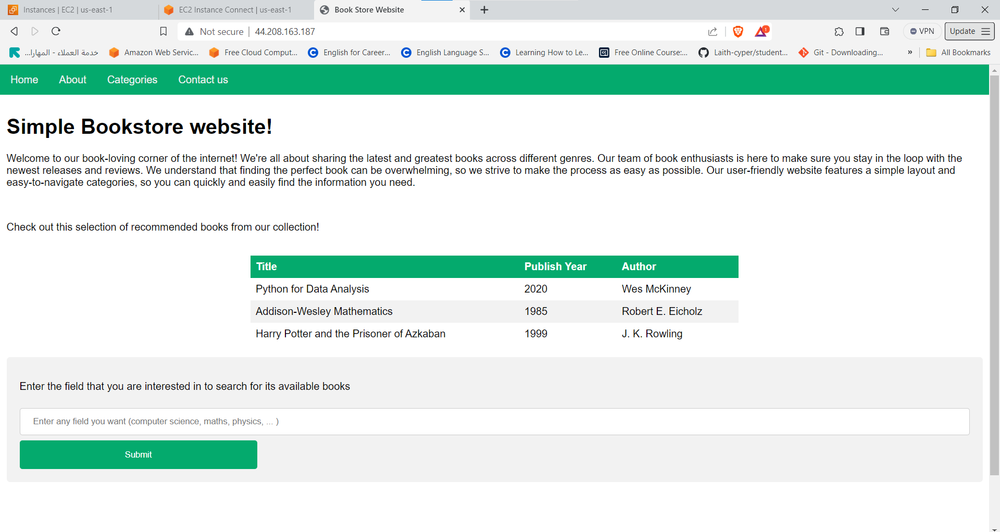 Instances | EC2 | us-east-1
EC2 Instance Connect | us-east-1
Book Store Website
Not secure
44.208.163.187
1
VPN
Update
خدمة العملاء - المهارا...
Amazon Web Servic...
Free Cloud Comput...
English for Career...
English Language S...
Learning How to Le...
Free Online Course:...
Laith-cyper/student...
Git - Downloading...
»
All Bookmarks
Home
About
Categories
Contact us
Simple Bookstore website!
Welcome to our book-loving corner of the internet! We're all about sharing the latest and greatest books across different genres. Our team of book enthusiasts is here to make sure you stay in the loop with the
newest releases and reviews. We understand that finding the perfect book can be overwhelming, so we strive to make the process as easy as possible. Our user-friendly website features a simple layout and
easy-to-navigate categories, so you can quickly and easily find the information you need.
Check out this selection of recommended books from our collection!
Title Publish Year Author
Python for Data Analysis 2020 Wes McKinney
Addison-Wesley Mathematics 1985 Robert E. Eicholz
Harry Potter and the Prisoner of Azkaban 1999 J. K. Rowling
Enter the field that you are interested in to search for its available books
Enter any field you want (computer science, maths, physics, ... )
Submit